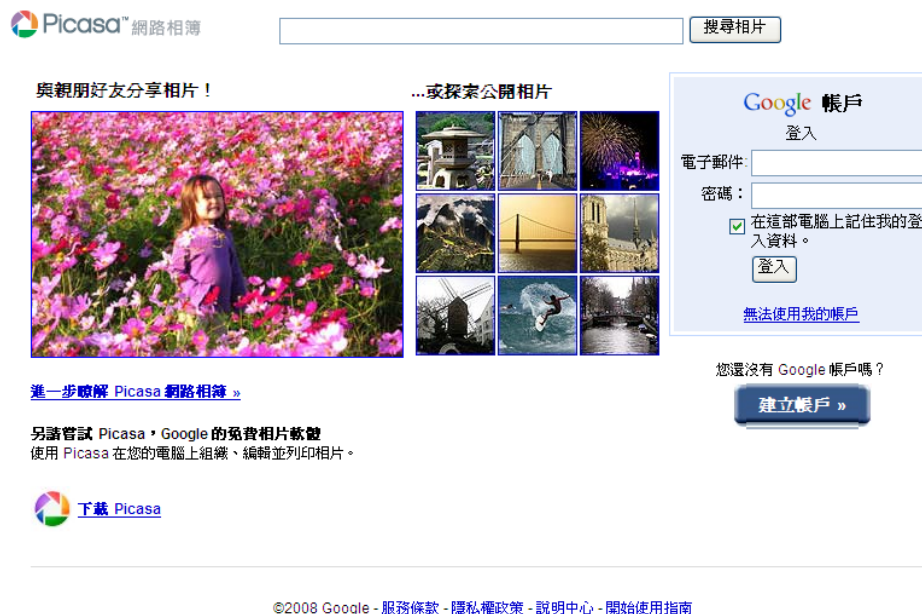 Picasa™ 網路相簿
搜尋相片
與親朋好友分享相片！
...或探索公開相片
Google 帳戶
登入
電子郵件:
密碼：
在這部電腦上記住我的登
入資料。
登入
無法使用我的帳戶
您還沒有 Google 帳戶嗎？
建立帳戶 »
進一步瞭解 Picasa 網路相簿 »
另請嘗試 Picasa，Google 的免費相片軟體
使用 Picasa 在您的電腦上組織、編輯並列印相片。
下載 Picasa
©2008 Google - 服務條款 - 隱私權政策 - 說明中心 - 開始使用指南